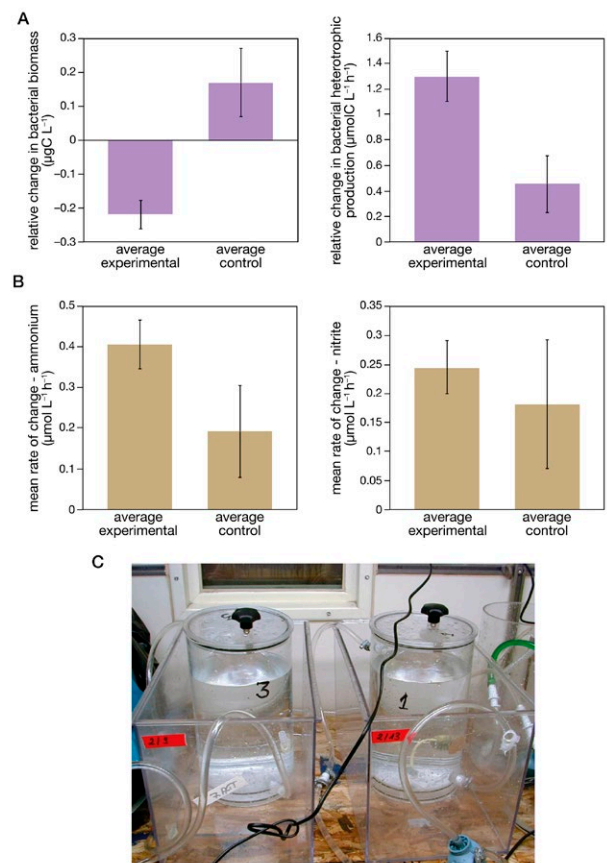 A
relative change in bacterial biomass
(µgC L⁻¹)
0.3
0.2
0.1
0
–0.1
–0.2
–0.3
average
experimental
average
control
relative change in bacterial heterotrophic
production (µmolC L⁻¹ h⁻¹)
1.6
1.2
1
0.8
0.6
0.4
0.2
0
average
experimental
average
control
B
mean rate of change - ammonium
(µmol L⁻¹ h⁻¹)
0.5
0.4
0.4
0.2
0.1
0
average
experimental
average
control
mean rate of change - nitrite
(µmol L⁻¹ h⁻¹)
0.35
0.3
0.25
0.2
0.15
0.1
0.05
0
average
experimental
average
control
C
3
1
2/3
2/13